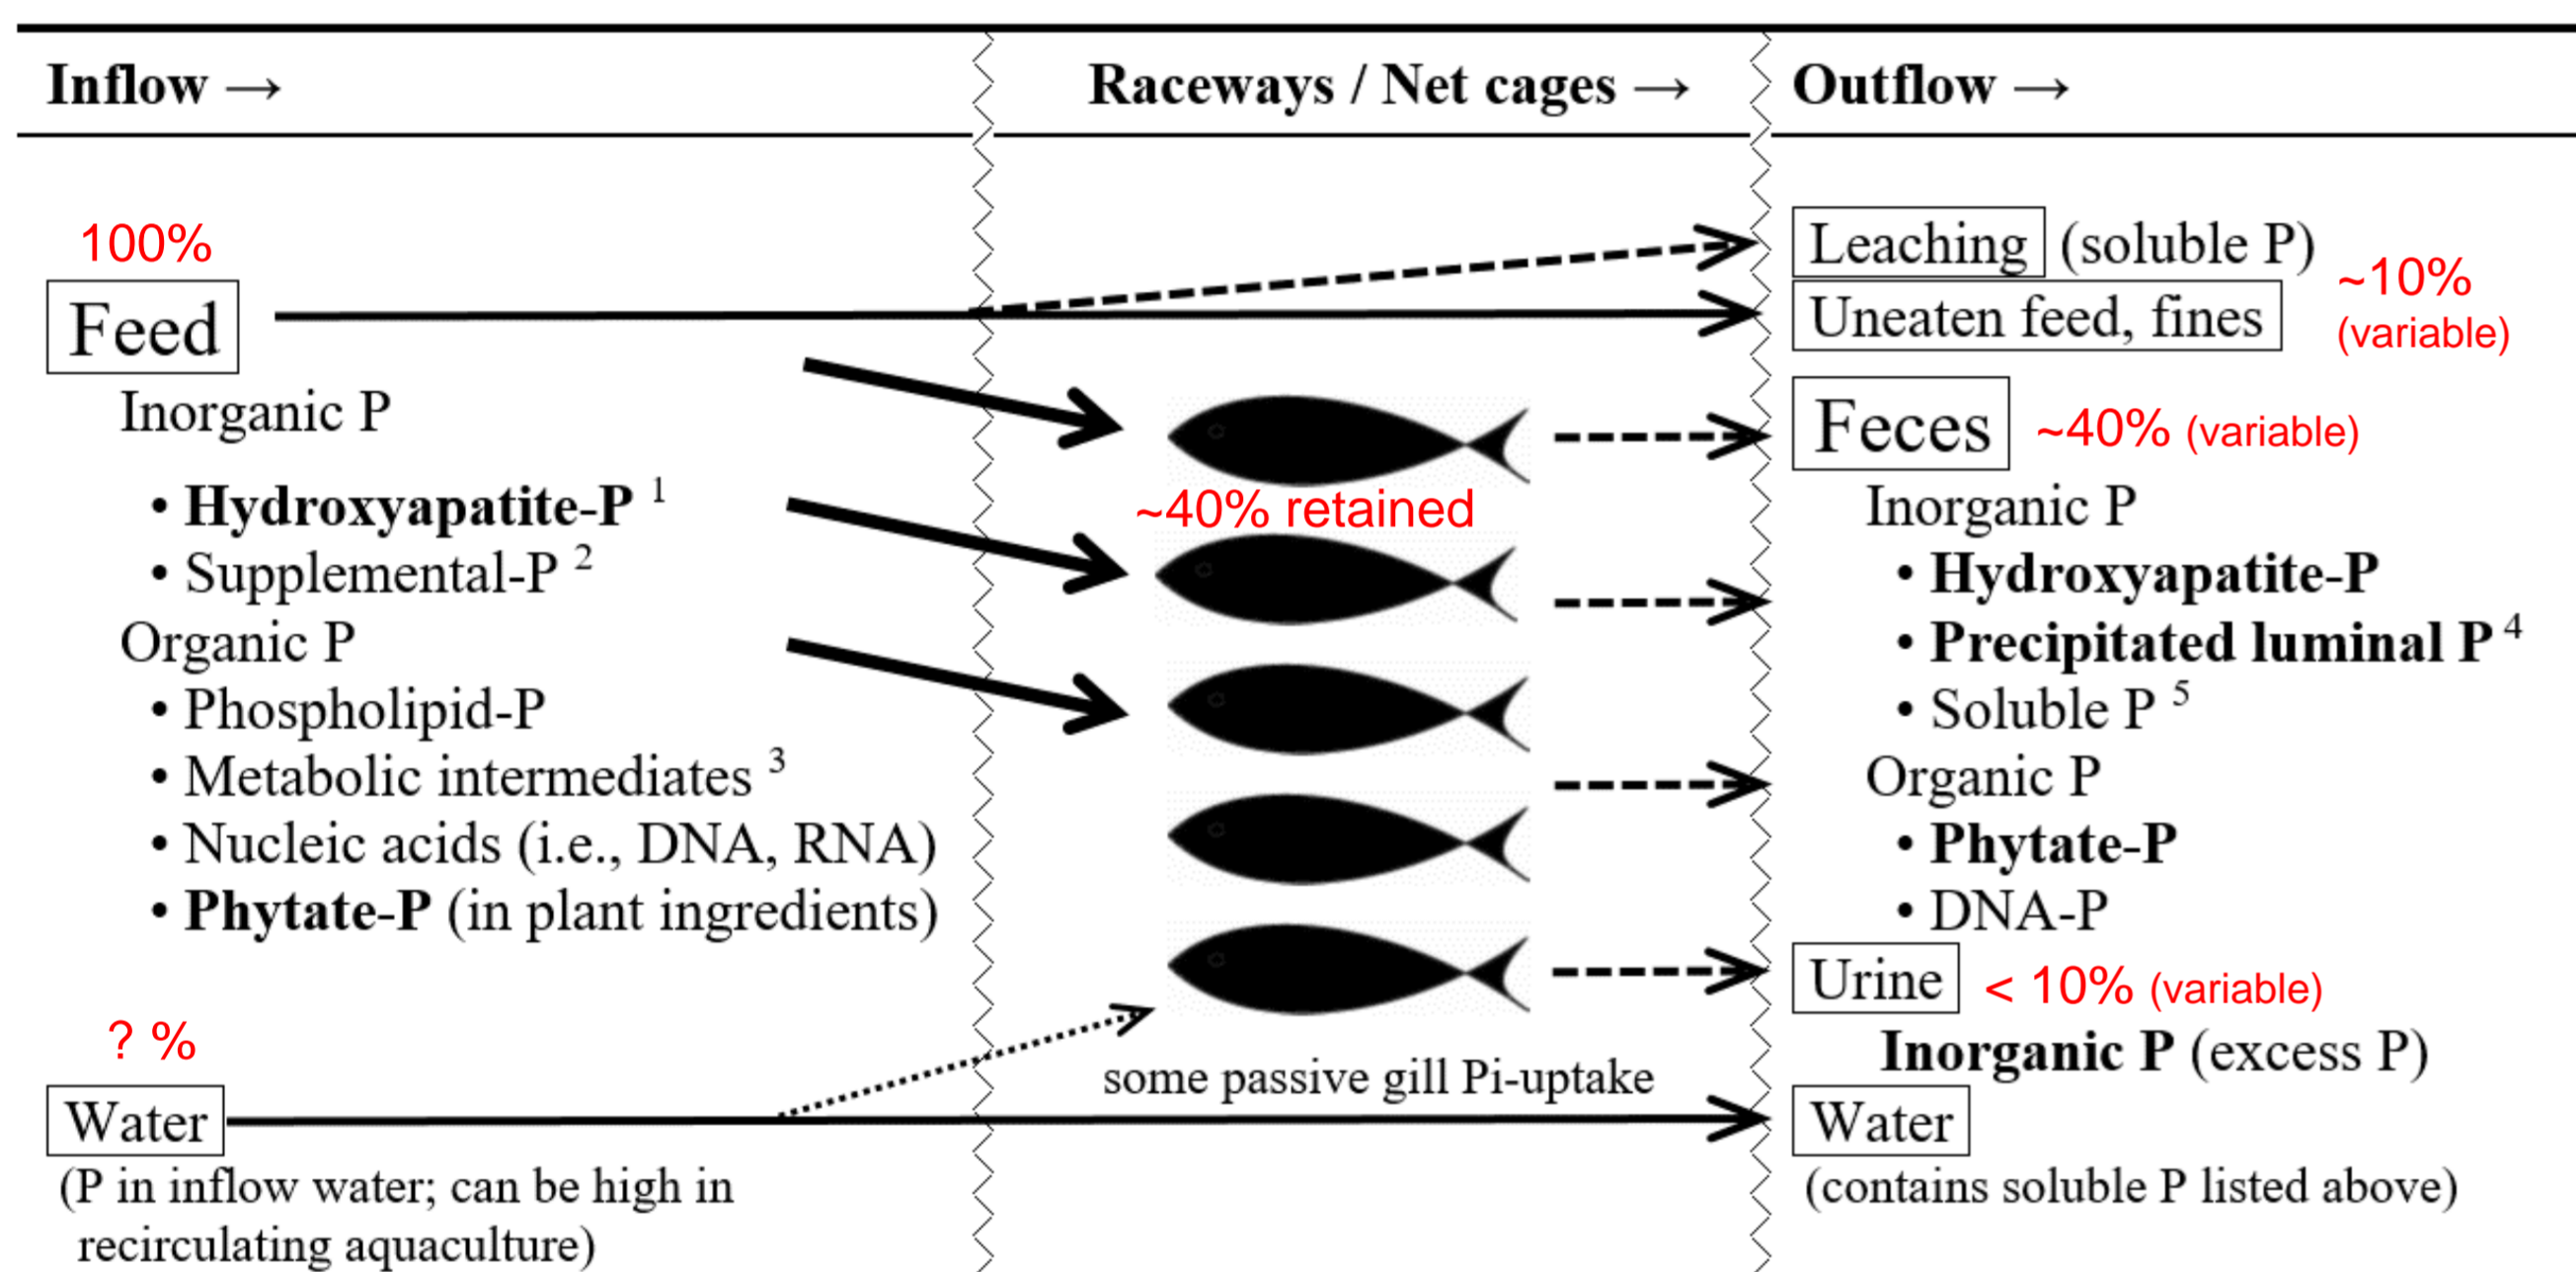 Inflow →
Raceways / Net cages →
Outflow →
100%
Feed
Inorganic P
• Hydroxyapatite-P 1
• Supplemental-P 2
Organic P
• Phospholipid-P
• Metabolic intermediates 3
• Nucleic acids (i.e., DNA, RNA)
• Phytate-P (in plant ingredients)
? %
Water
(P in inflow water; can be high in
recirculating aquaculture)
~40% retained
some passive gill Pi-uptake
Leaching (soluble P)
Uneaten feed, fines
~10%
(variable)
Feces ~40% (variable)
Inorganic P
• Hydroxyapatite-P
• Precipitated luminal P 4
• Soluble P 5
Organic P
• Phytate-P
• DNA-P
Urine < 10% (variable)
Inorganic P (excess P)
Water
(contains soluble P listed above)